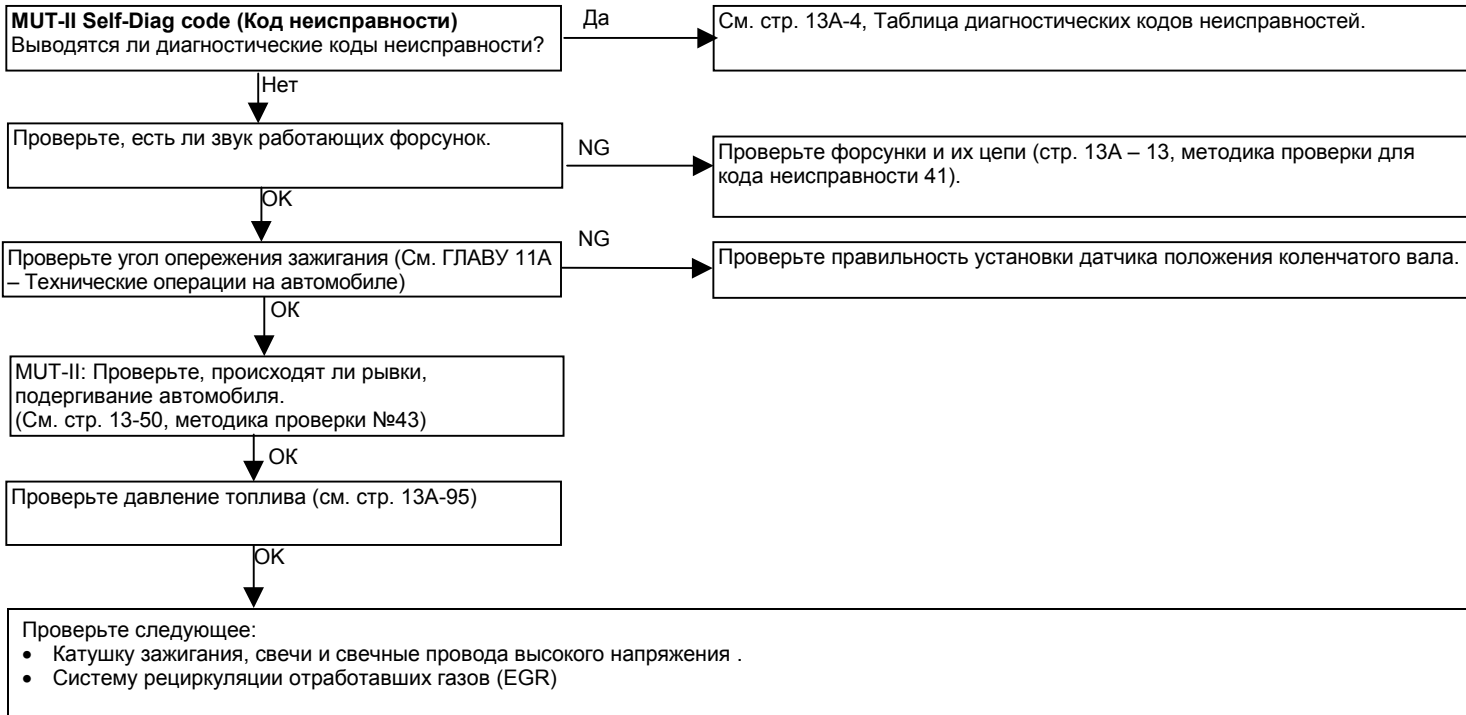 MUT-II Self-Diag code (Код неисправности)
Выводятся ли диагностические коды неисправности?
Да
См. стр. 13A-4, Таблица диагностических кодов неисправностей.
Нет
Проверьте, есть ли звук работающих форсунок.
NG
Проверьте форсунки и их цепи (стр. 13A – 13, методика проверки для
кода неисправности 41).
OK
Проверьте угол опережения зажигания (См. ГЛАВУ 11A
– Технические операции на автомобиле)
NG
Проверьте правильность установки датчика положения коленчатого вала.
OK
MUT-II: Проверьте, происходят ли рывки,
подергивание автомобиля.
(См. стр. 13-50, методика проверки №43)
OK
Проверьте давление топлива (см. стр. 13A-95)
OK
Проверьте следующее:
• Катушку зажигания, свечи и свечные провода высокого напряжения .
• Систему рециркуляции отработавших газов (EGR)